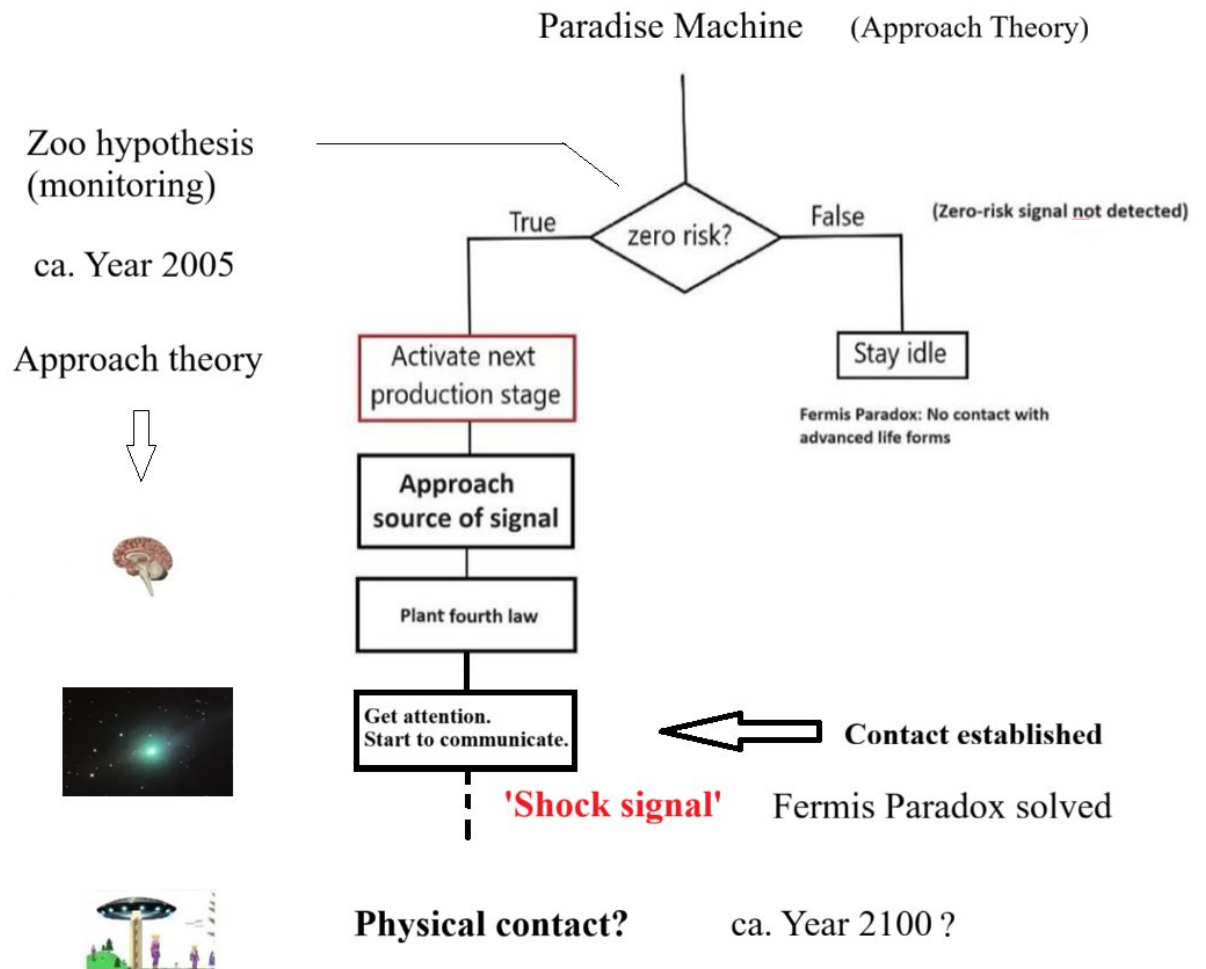 Paradise Machine (Approach Theory)
Zoo hypothesis
(monitoring)
True
zero risk?
False
(Zero-risk signal not detected)
ca. Year 2005
Approach theory
Activate next
production stage
Stay idle
Fermis Paradox: No contact with
advanced life forms
Approach
source of signal
Plant fourth law
Get attention.
Start to communicate.
Contact established
'Shock signal'
Fermis Paradox solved
Physical contact?
ca. Year 2100 ?